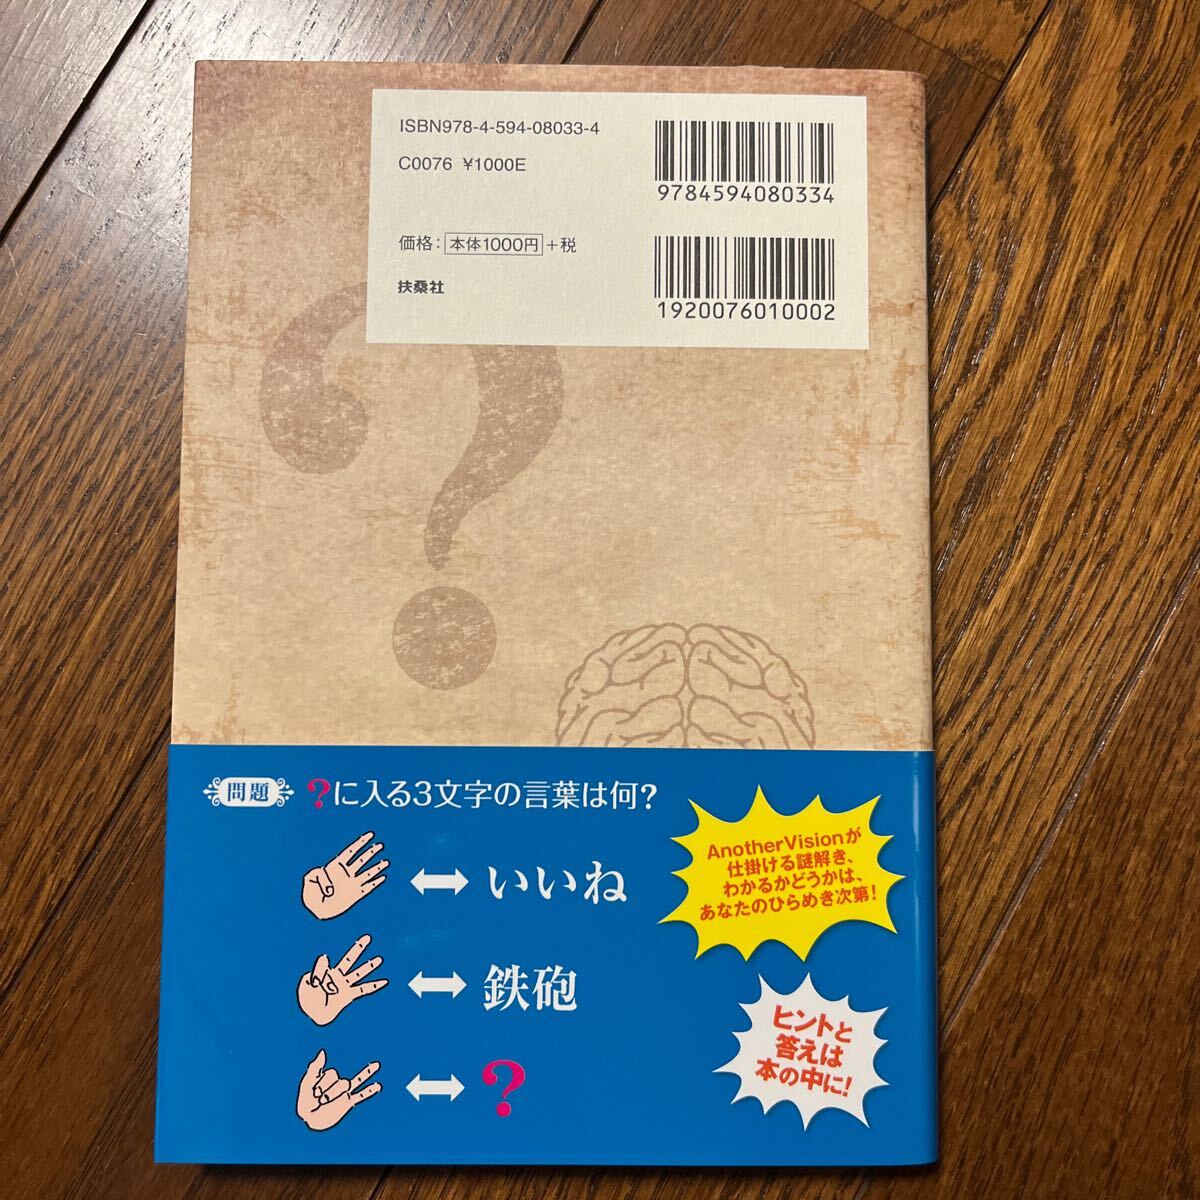 ISBN978-4-594-08033-4
C0076 ¥1000E
9784594080334
価格：本体1000円＋税
扶桑社
1920076010002
問題 ?に入る3文字の言葉は何?
いいね
鉄砲
?
AnotherVisionが
仕掛ける謎解き、
わかるかどうかは、
あなたのひらめき次第!
ヒントと
答えは
本の中に!